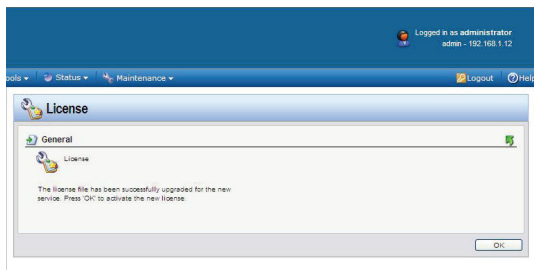 Logged in as administrator
admin - 192.168.1.12
ools Status Maintenance Logout Help
License
General
License
The license file has been successfully upgraded for the new
service. Press 'OK' to activate the new license.
OK